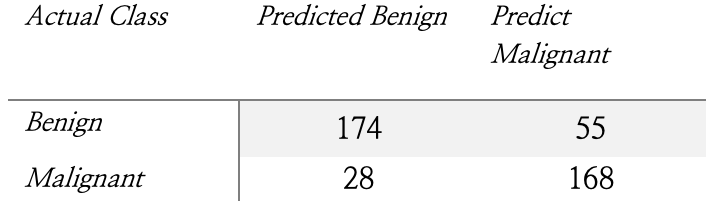 Actual Class Predicted Benign Predict
Malignant
Benign 174 55
Malignant 28 168